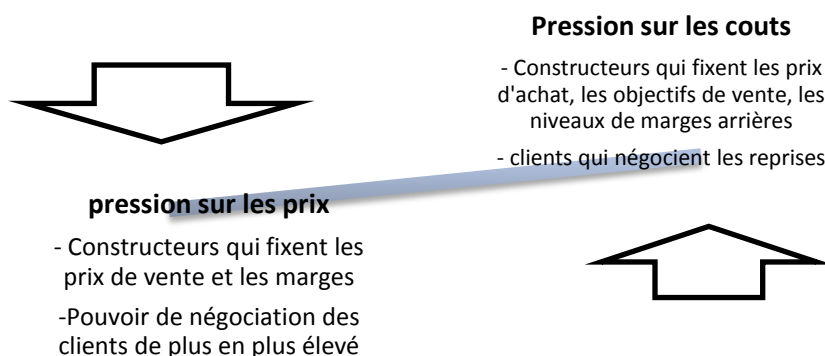 Pression sur les couts
- Constructeurs qui fixent les prix
d'achat, les objectifs de vente, les
niveaux de marges arrières
- clients qui négocient les reprises
pression sur les prix
- Constructeurs qui fixent les
prix de vente et les marges
-Pouvoir de négociation des
clients de plus en plus élevé